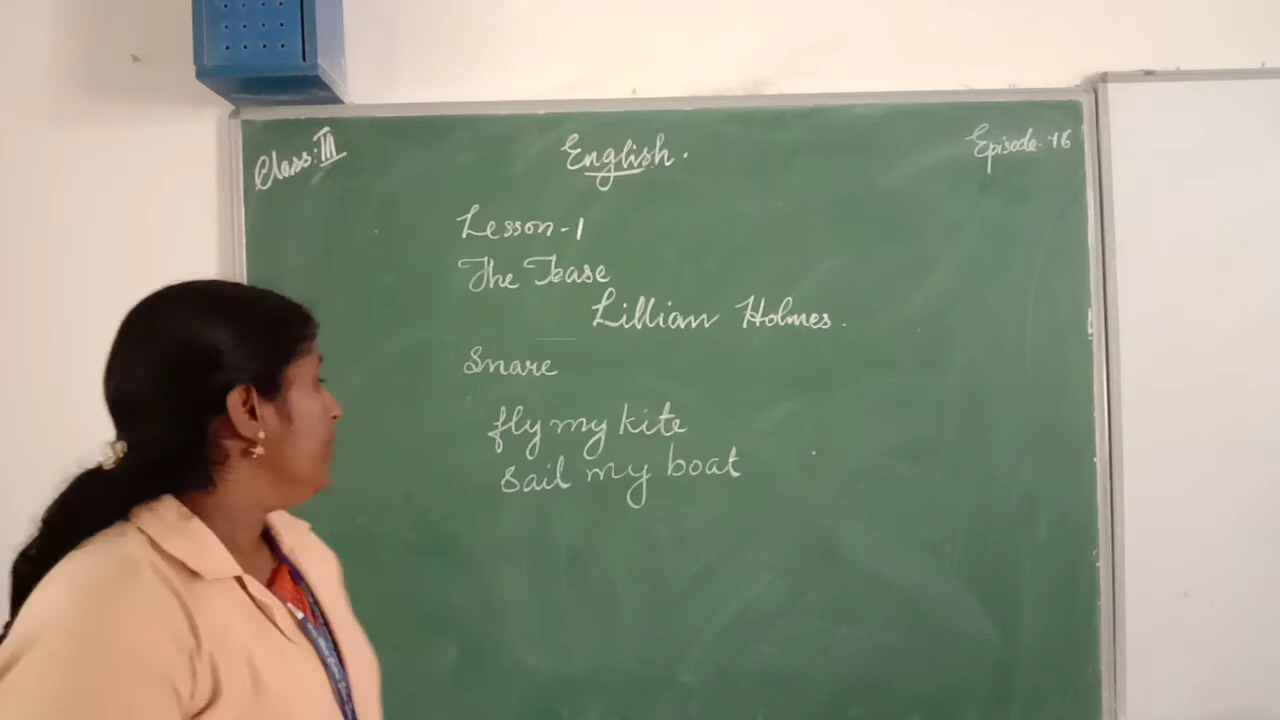 Class: III
English.
Episode-16
Lesson-1
The Tease
Lillian Holmes.
Snare
fly my kite
sail my boat